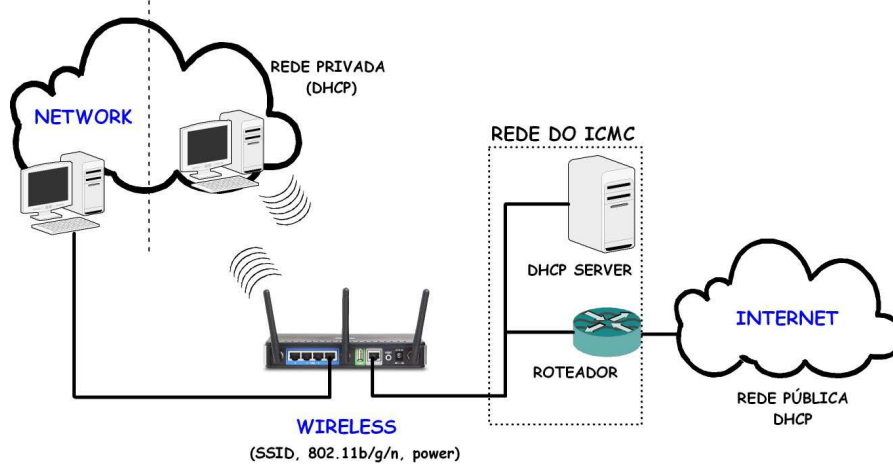 REDE PRIVADA
(DHCP)
NETWORK
REDE DO ICMC
DHCP SERVER
INTERNET
ROTEADOR
REDE PÚBLICA
DHCP
WIRELESS
(SSID, 802.11b/g/n, power)